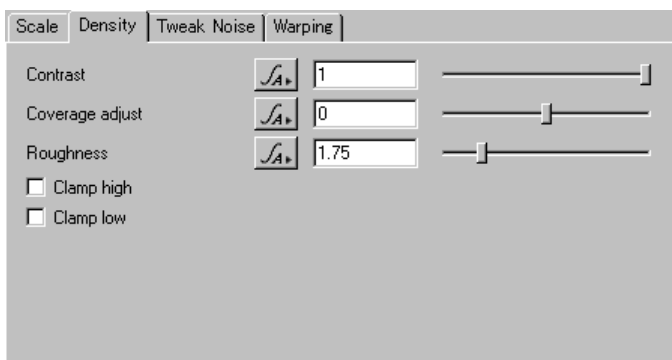 Scale Density Tweak Noise Warping
Contrast 1
Coverage adjust 0
Roughness 1.75
Clamp high
Clamp low